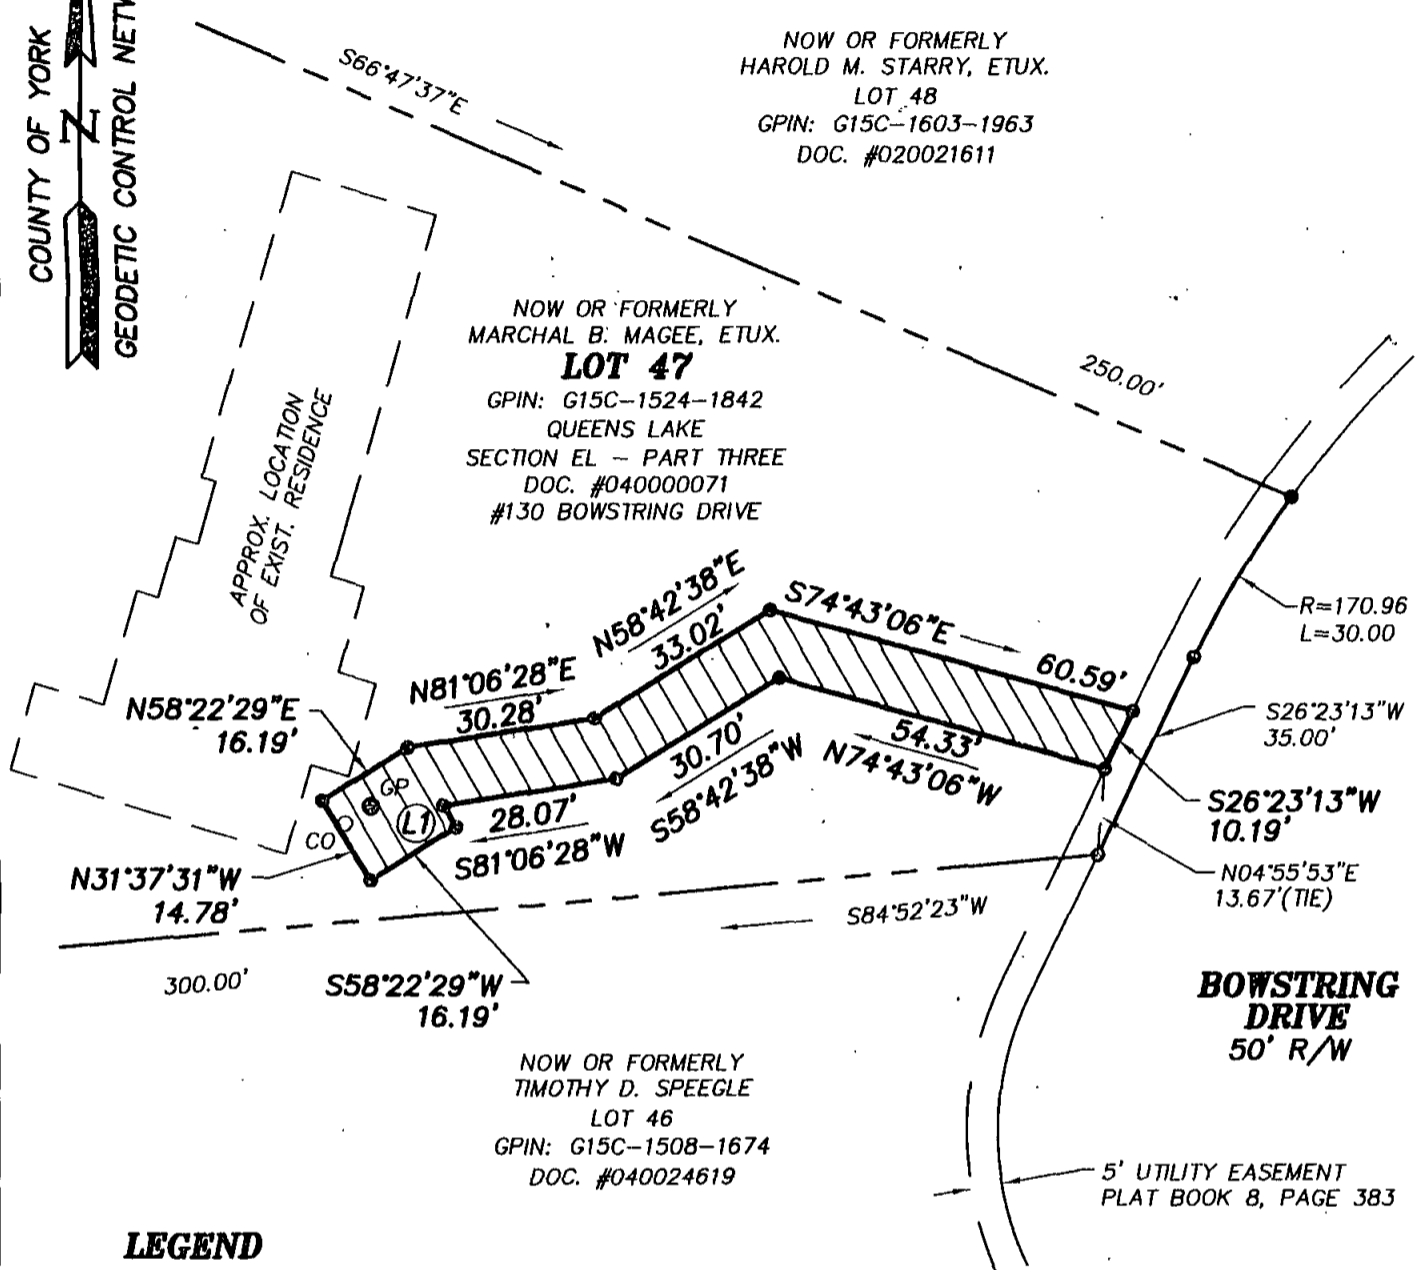 COUNTY OF YORK
N
GEODETIC CONTROL
S66°47'37"E
NOW OR FORMERLY
HAROLD M. STARRY, ETUX.
LOT 48
GPIN: G15C-1603-1963
DOC. #020021611
250.00'
NOW OR FORMERLY
MARCHAL B. MAGEE, ETUX.
LOT 47
GPIN: G15C-1524-1842
QUEENS LAKE
SECTION EL - PART THREE
DOC. #040000071
#130 BOWSTRING DRIVE
APPROX. LOCATION
OF EXIST. RESIDENCE
R=170.96
L=30.00
N58°42'38"E
33.02'
S74°43'06"E
60.59'
N81°06'28"E
30.28'
N58°22'29"E
16.19'
S26°23'13"W
35.00'
54.33'
N74°43'06"W
30.70'
S58°42'38"W
GP
CO
L1
28.07'
S81°06'28"W
S26°23'13"W
10.19'
N31°37'31"W
14.78'
N04°55'53"E
13.67'(TIE)
S84°52'23"W
300.00'
S58°22'29"W
16.19'
BOWSTRING
DRIVE
50' R/W
NOW OR FORMERLY
TIMOTHY D. SPEEGLE
LOT 46
GPIN: G15C-1508-1674
DOC. #040024619
5' UTILITY EASEMENT
PLAT BOOK 8, PAGE 383
LEGEND